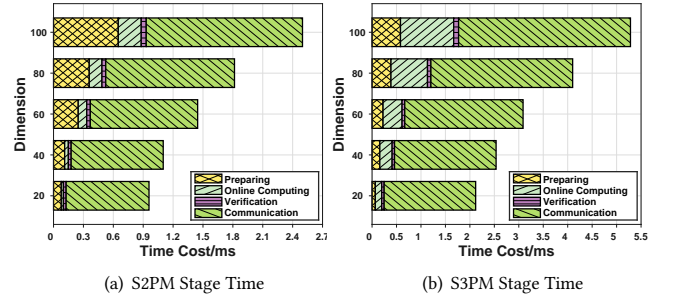 100
80
60
40
20
Dimension
Preparing
Online Computing
Verification
Communication
0 0.3 0.6 0.9 1.2 1.5 1.8 2.1 2.4 2.7
Time Cost/ms
(a) S2PM Stage Time
100
80
60
40
20
Dimension
Preparing
Online Computing
Verification
Communication
0 0.5 1 1.5 2 2.5 3 3.5 4 4.5 5 5.5
Time Cost/ms
(b) S3PM Stage Time